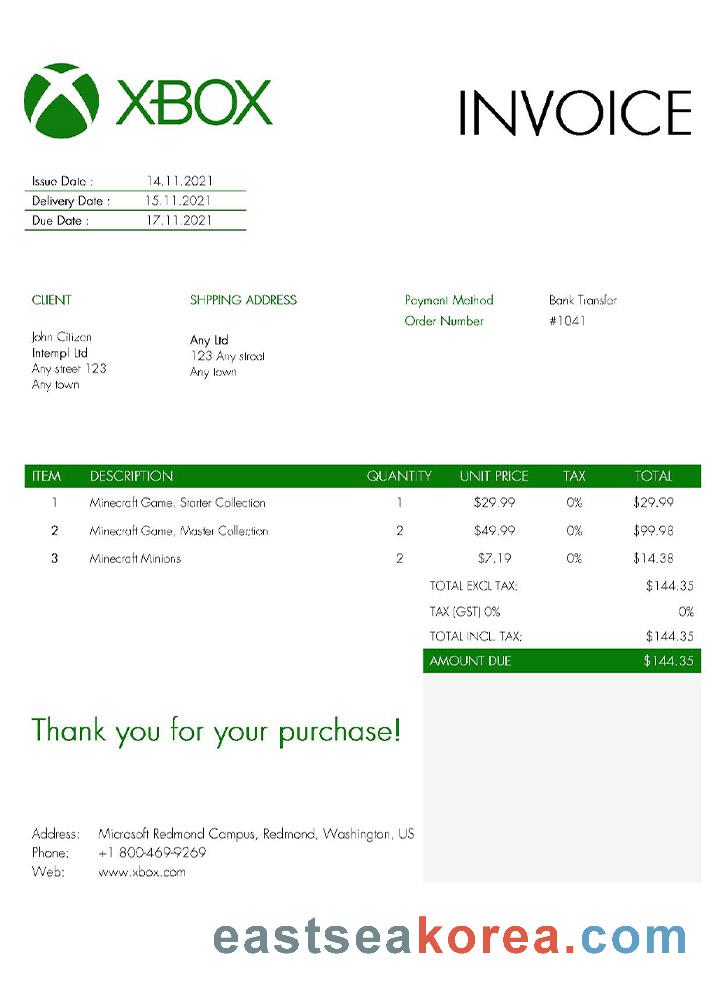 XBOX
INVOICE
Issue Date : 14.11.2021
Delivery Date : 15.11.2021
Due Date : 17.11.2021
CLIENT
John Citizen
Internpl Ltd
Any street 123
Any town
SHPPING ADDRESS
Any Ltd
123 Any street
Any town
Payment Method Bank Transfer
Order Number #1041
ITEM DESCRIPTION QUANTITY UNIT PRICE TAX TOTAL
1 Minecraft Game, Starter Collection 1 $29.99 0% $29.99
2 Minecraft Game, Master Collection 2 $49.99 0% $99.98
3 Minecraft Minions 2 $7.19 0% $14.38
TOTAL EXCL TAX: $144.35
TAX (GST) 0% 0%
TOTAL INCL. TAX: $144.35
AMOUNT DUE $144.35
Thank you for your purchase!
Address: Microsoft Redmond Campus, Redmond, Washington, US
Phone: +1 800-469-9269
Web: www.xbox.com
eastseakorea.com